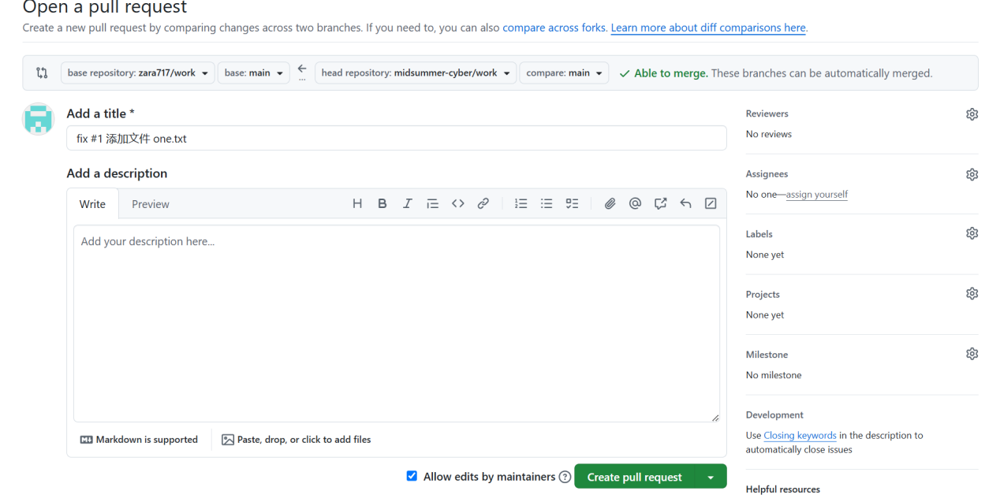 Open a pull request
Create a new pull request by comparing changes across two branches. If you need to, you can also compare across forks. Learn more about diff comparisons here.
base repository: zara717/work base: main ← ... head repository: midsummer-cyber/work compare: main ✓ Able to merge. These branches can be automatically merged.
Add a title *
fix #1 添加文件 one.txt
Add a description
Write Preview
Add your description here...
Markdown is supported Paste, drop, or click to add files
Allow edits by maintainers Create pull request
Reviewers
No reviews
Assignees
No one—assign yourself
Labels
None yet
Projects
None yet
Milestone
No milestone
Development
Use Closing keywords in the description to
automatically close issues
Helpful resources